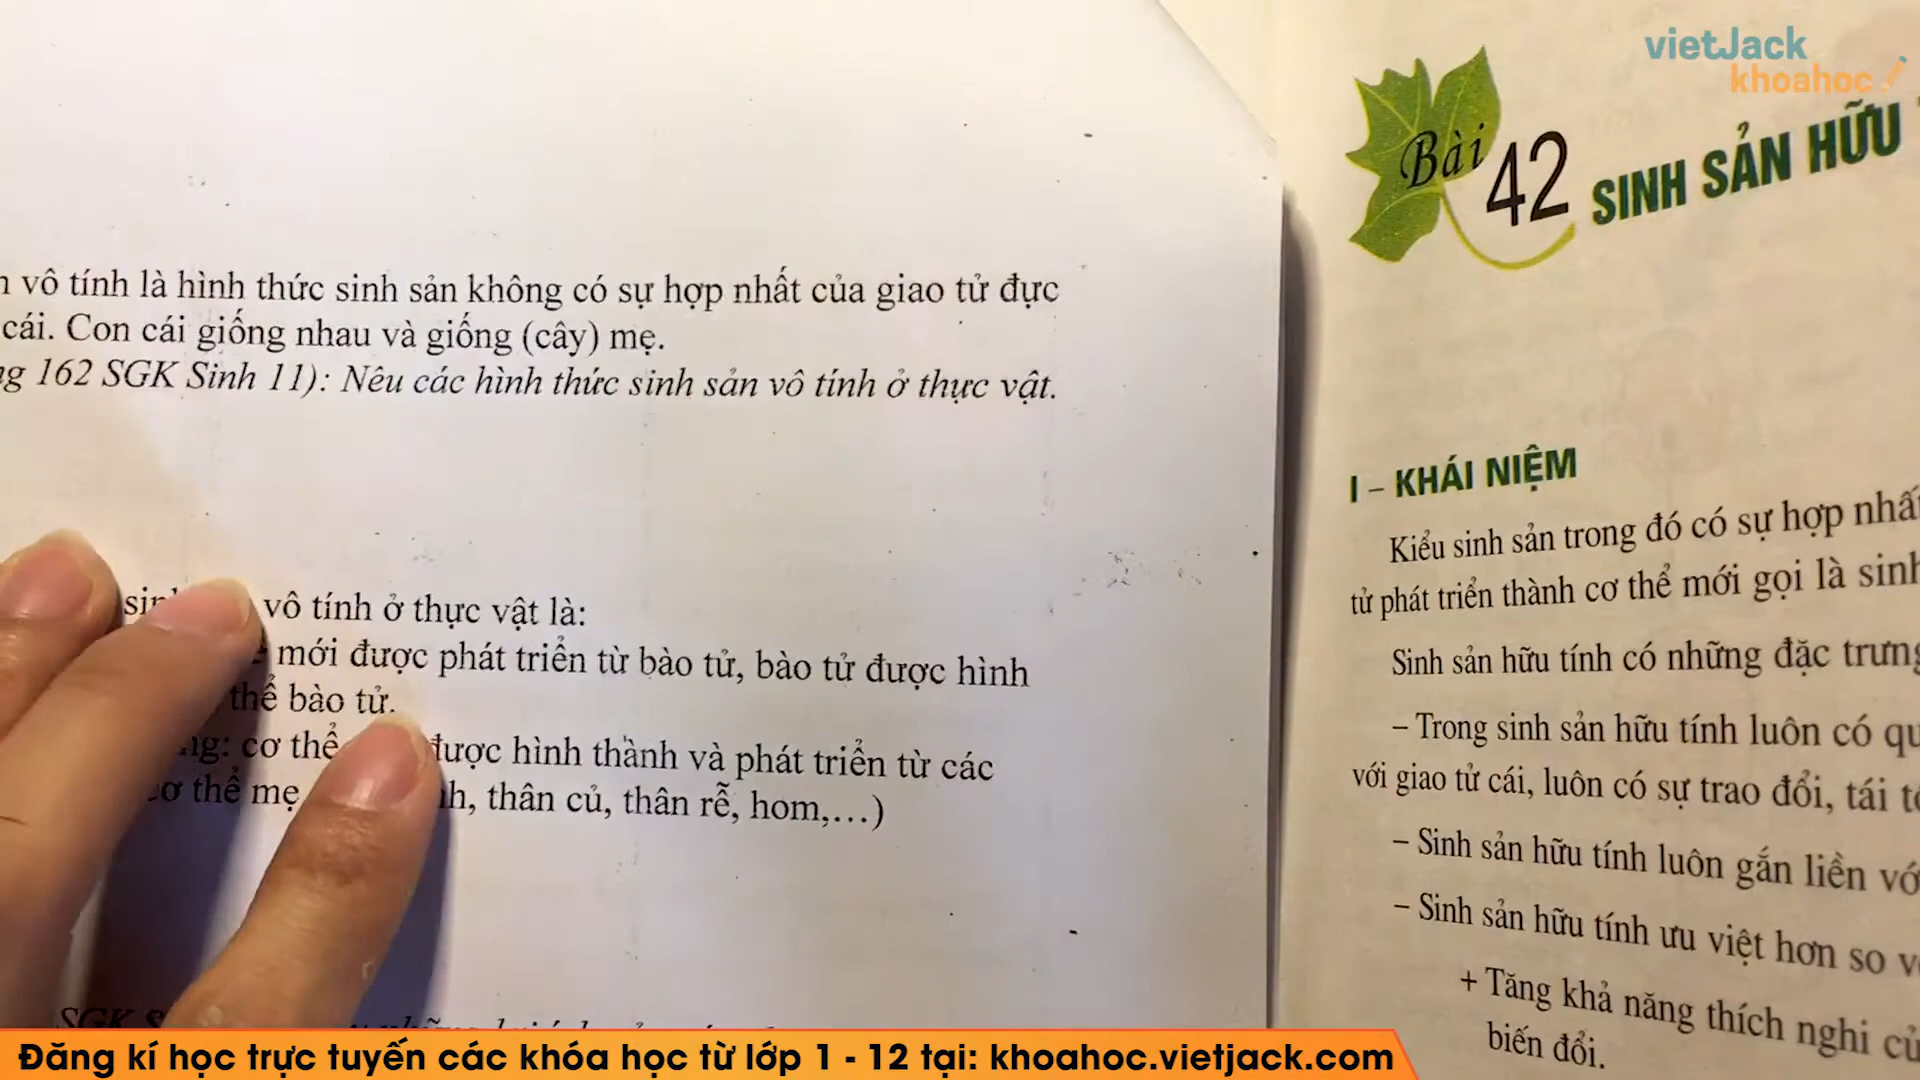 vô tính là hình thức sinh sản không có sự hợp nhất của giao tử đực
cái. Con cái giống nhau và giống (cây) mẹ.
162 SGK Sinh 11): Nêu các hình thức sinh sản vô tính ở thực vật.
vô tính ở thực vật là:
mới được phát triển từ bào tử, bào tử được hình
thể bào tử.
cơ thể được hình thành và phát triển từ các
cơ thể mẹ thân củ, thân rễ, hom,...)
SGK
vietJack
khoahoc
Bài 42 SINH SẢN HỮU
I – KHÁI NIỆM
Kiểu sinh sản trong đó có sự hợp nhất
tử phát triển thành cơ thể mới gọi là sinh
Sinh sản hữu tính có những đặc trưng
– Trong sinh sản hữu tính luôn có
với giao tử cái, luôn có sự trao đổi, tái
– Sinh sản hữu tính luôn gắn liền
– Sinh sản hữu tính ưu việt hơn so
+ Tăng khả năng thích nghi
biến đổi.
Đăng kí học trực tuyến các khóa học từ lớp 1 - 12 tại: khoahoc.vietjack.com